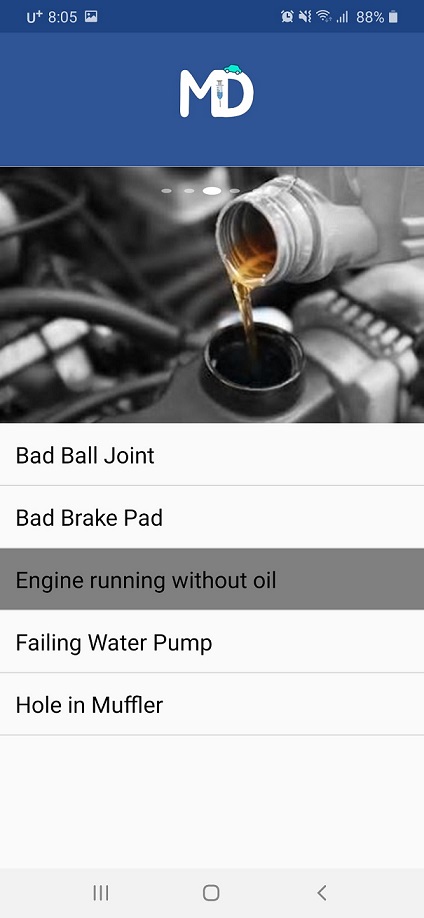 U+ 8:05 88%
MD
Bad Ball Joint
Bad Brake Pad
Engine running without oil
Failing Water Pump
Hole in Muffler